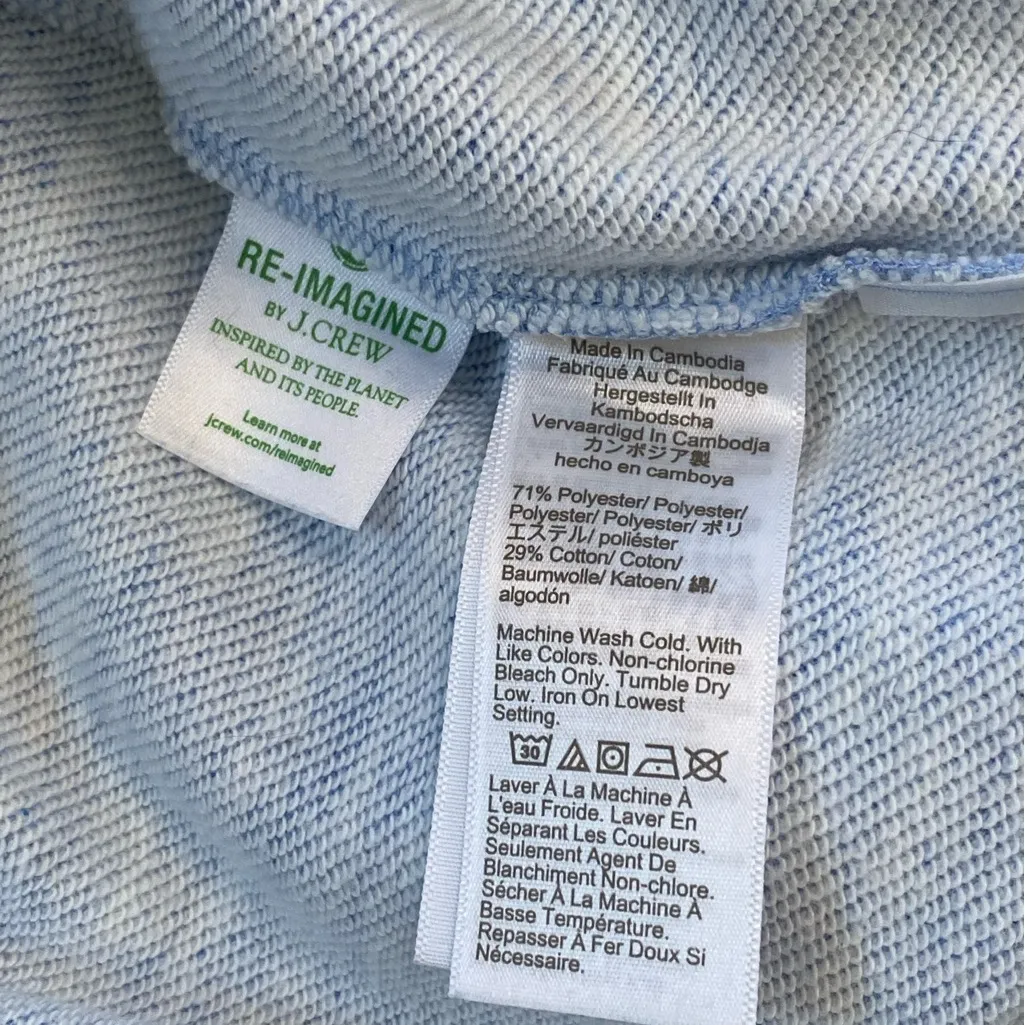 RE-IMAGINED
BY J.CREW
INSPIRED BY THE PLANET
AND ITS PEOPLE
Learn more at
jcrew.com/reimagined
Made In Cambodia
Fabriqué Au Cambodge
Hergestellt In
Kambodscha
Vervaardigd In Cambodja
カンボジア製
hecho en camboya
71% Polyester/ Polyester/
Polyester/ Polyester/ ポリ
エステル/ poliéster
29% Cotton/ Coton/
Baumwolle/ Katoen/ 綿/
algodón
Machine Wash Cold. With
Like Colors. Non-chlorine
Bleach Only. Tumble Dry
Low. Iron On Lowest
Setting.
30
Laver À La Machine À
L'eau Froide. Laver En
Séparant Les Couleurs.
Seulement Agent De
Blanchiment Non-chlore.
Sécher À La Machine À
Basse Température.
Repasser À Fer Doux Si
Nécessaire.